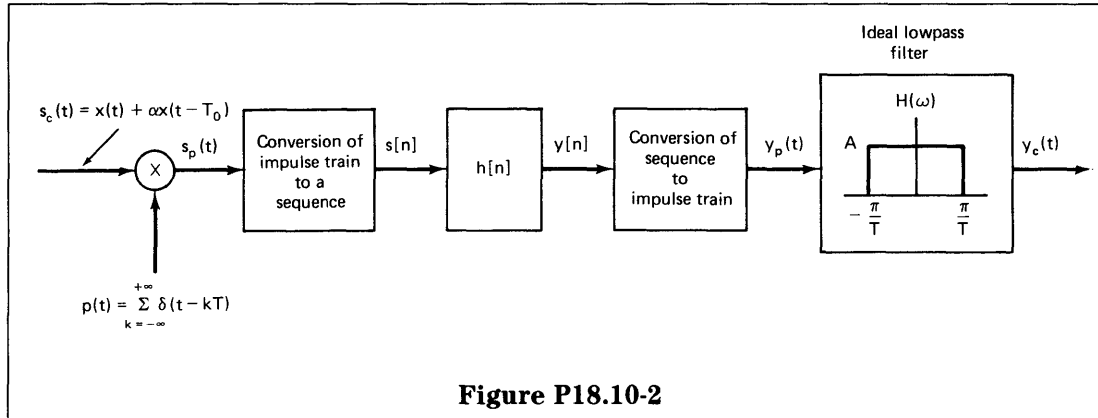 Ideal lowpass
filter
s_c(t) = x(t) + αx(t − T_0)
s_p(t)
X
Conversion of
impulse train
to a
sequence
s[n]
h[n]
y[n]
Conversion of
sequence
to
impulse train
y_p(t)
H(ω)
A
− π/T
π/T
y_c(t)
p(t) = +∞ Σ k = −∞ δ(t − kT)
Figure P18.10-2